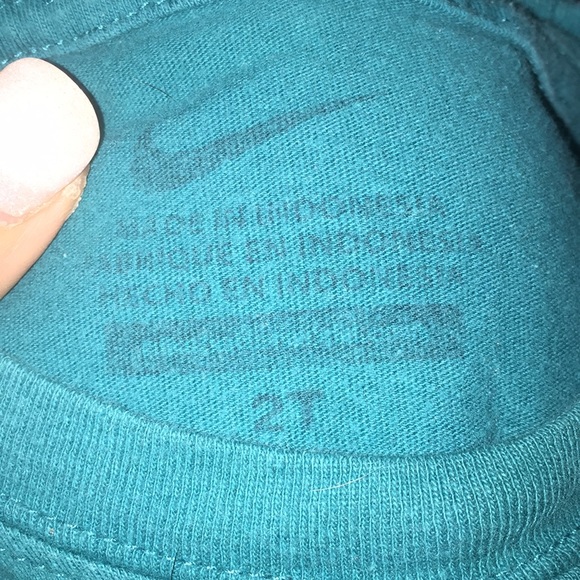 MADE IN INDONESIA
FABRIQUÉ EN INDONÉSIE
HECHO EN INDONESIA
2T